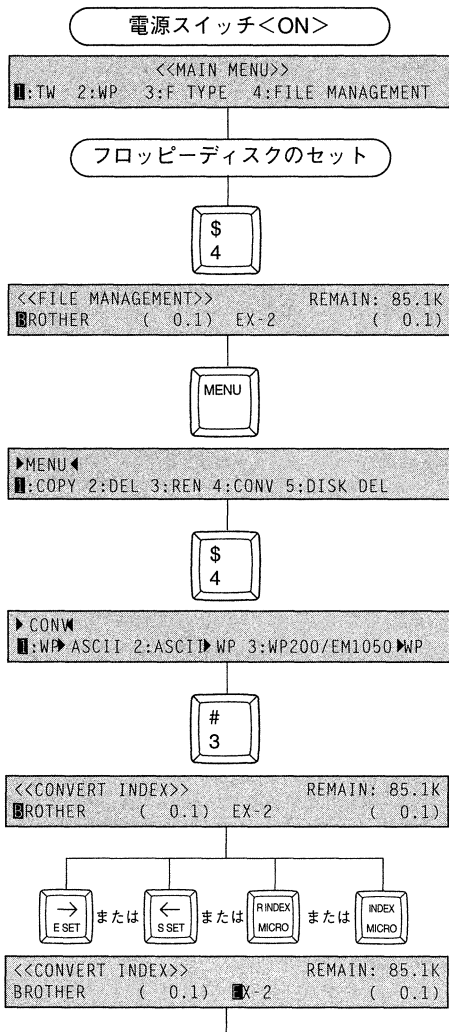 電源スイッチ<ON>
<<MAIN MENU>>
1:TW 2:WP 3:F TYPE 4:FILE MANAGEMENT
フロッピーディスクのセット
$
4
<<FILE MANAGEMENT>> REMAIN: 85.1K
BROTHER ( 0.1) EX-2 ( 0.1)
MENU
▶MENU◀
1:COPY 2:DEL 3:REN 4:CONV 5:DISK DEL
$
4
▶CONV◀
1:WP▶ASCII 2:ASCII▶WP 3:WP200/EM1050▶WP
#
3
<<CONVERT INDEX>> REMAIN: 85.1K
BROTHER ( 0.1) EX-2 ( 0.1)
→
E SET
または
←
S SET
または
R INDEX
MICRO
または
INDEX
MICRO
<<CONVERT INDEX>> REMAIN: 85.1K
BROTHER ( 0.1) EX-2 ( 0.1)